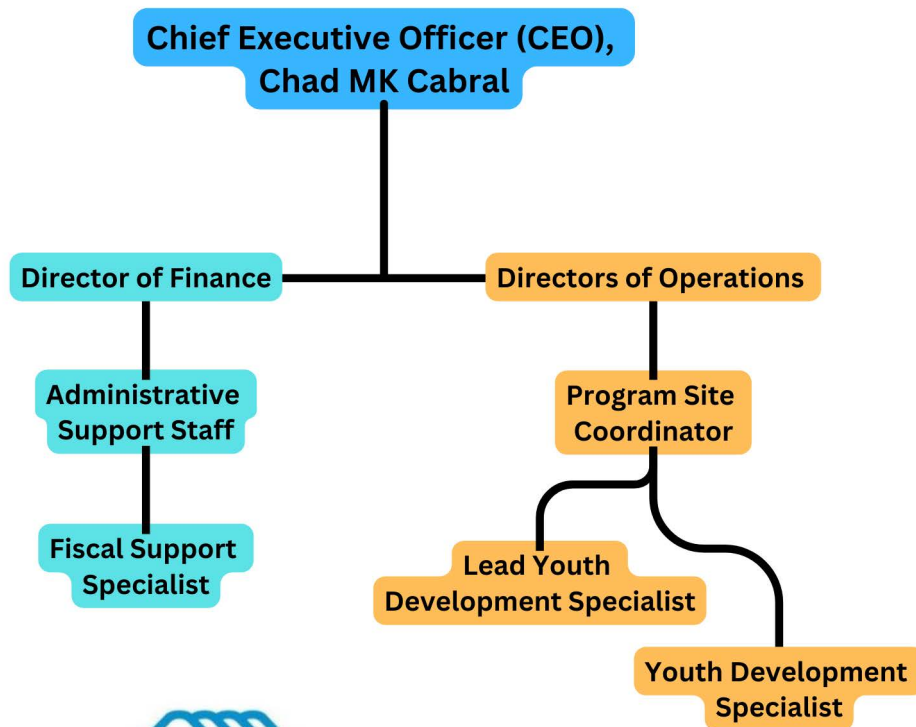 Chief Executive Officer (CEO),
Chad MK Cabral
Director of Finance
Directors of Operations
Administrative
Support Staff
Program Site
Coordinator
Fiscal Support
Specialist
Lead Youth
Development Specialist
Youth Development
Specialist